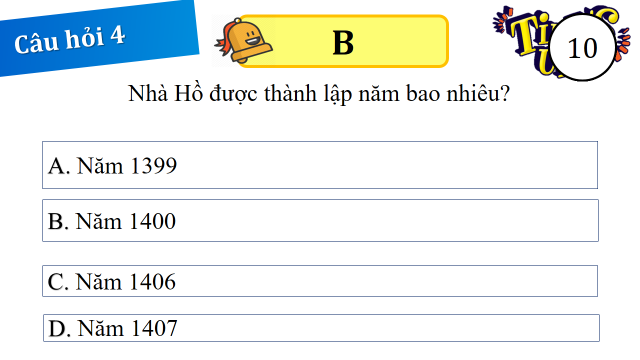 Câu hỏi 4
B
10
Nhà Hồ được thành lập năm bao nhiêu?
A. Năm 1399
B. Năm 1400
C. Năm 1406
D. Năm 1407